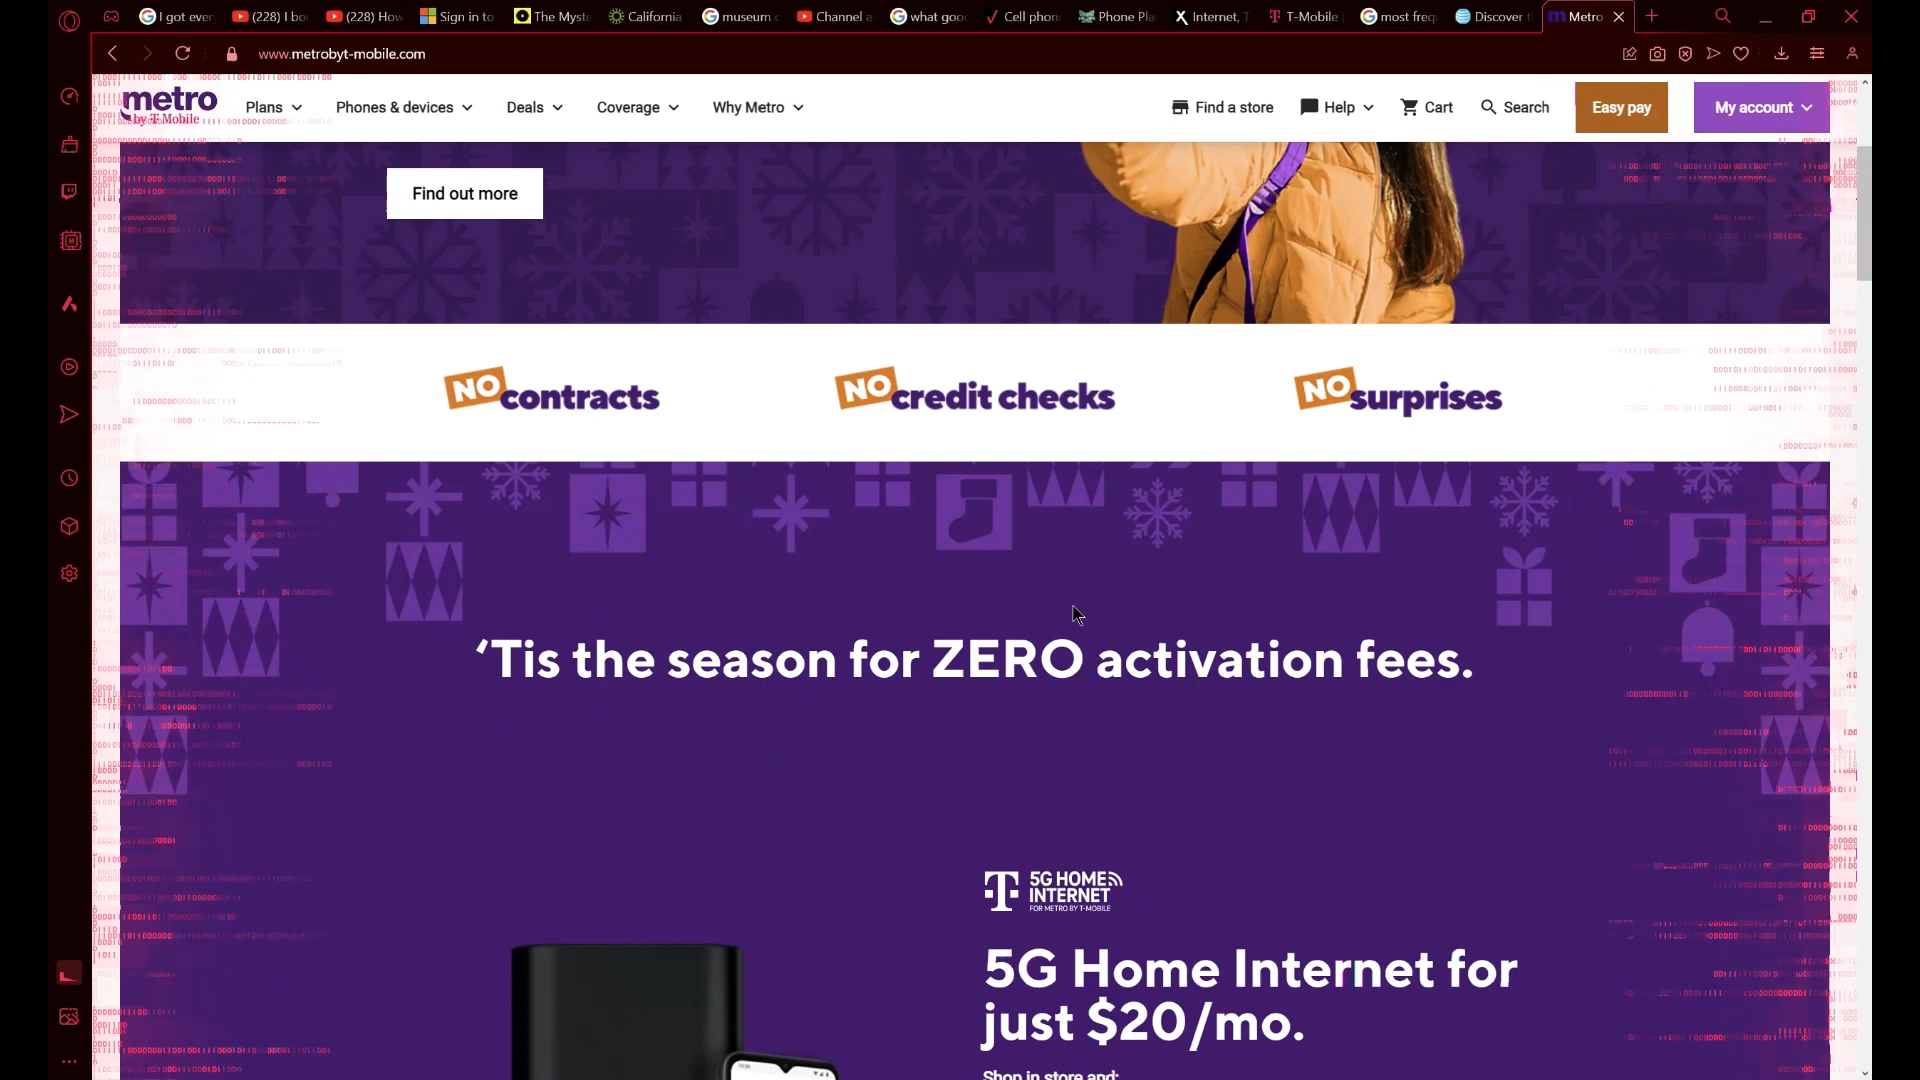 I got ever
(228) I bo
(228) How
Sign in to
The Myste
California
museum
Channel
what goo
Cell phon
Phone Pla
Internet, T
T-Mobile
most freq
Discover
Metro
www.metrobyt-mobile.com
metro
by T Mobile
Plans
Phones & devices
Deals
Coverage
Why Metro
Find a store
Help
Cart
Search
Easy pay
My account
Find out more
NO contracts
NO credit checks
NO surprises
‘Tis the season for ZERO activation fees.
T 5G HOME
INTERNET
FOR METRO BY T-MOBILE
5G Home Internet for
just $20/mo.
Shop in store and: